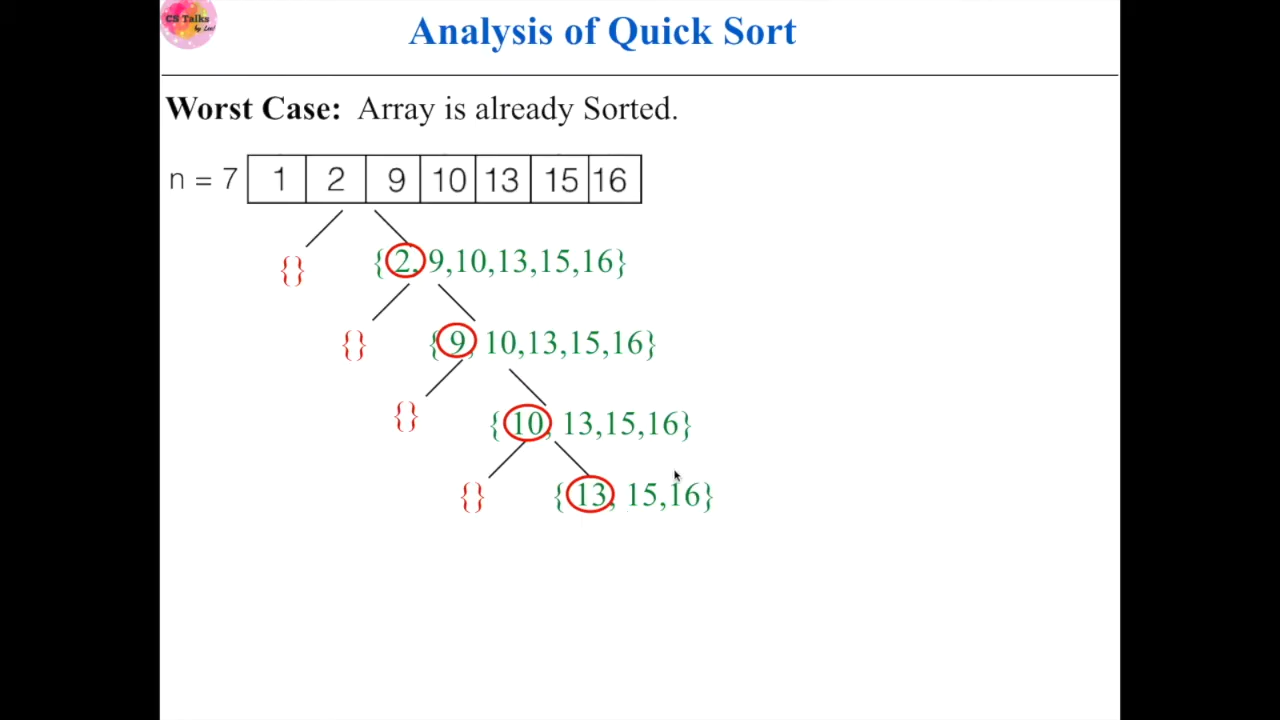 CS Talks
by Lee!
Analysis of Quick Sort
Worst Case: Array is already Sorted.
n = 7 1 2 9 10 13 15 16
{} {2, 9,10,13,15,16}
{} {9, 10,13,15,16}
{} {10, 13,15,16}
{} {13, 15,16}